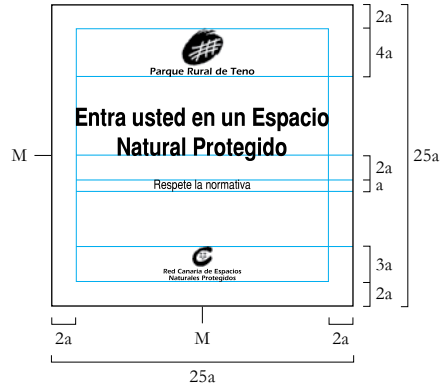 2a
4a
Parque Rural de Teno
Entra usted en un Espacio
Natural Protegido
M
25a
2a
Respete la normativa
a
3a
Red Canaria de Espacios
Naturales Protegidos
2a
2a
M
2a
25a